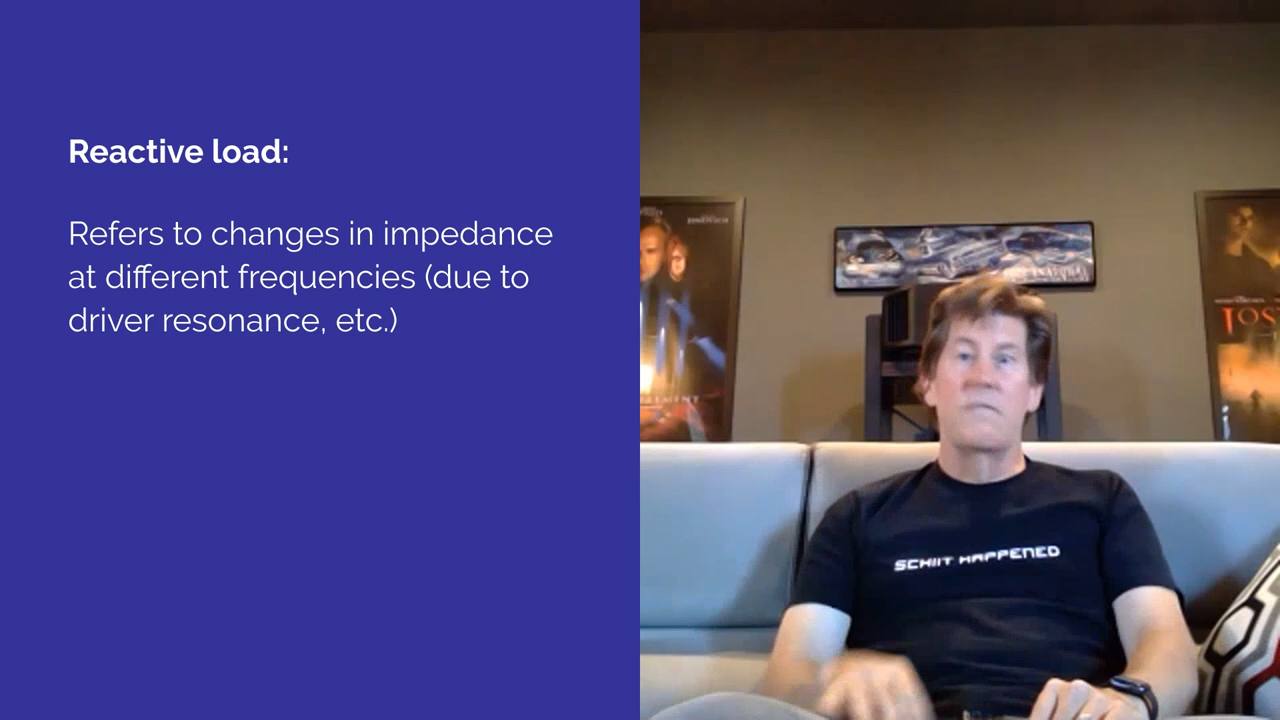 Reactive load:
Refers to changes in impedance
at different frequencies (due to
driver resonance, etc.)
SCHIIT HAPPENED